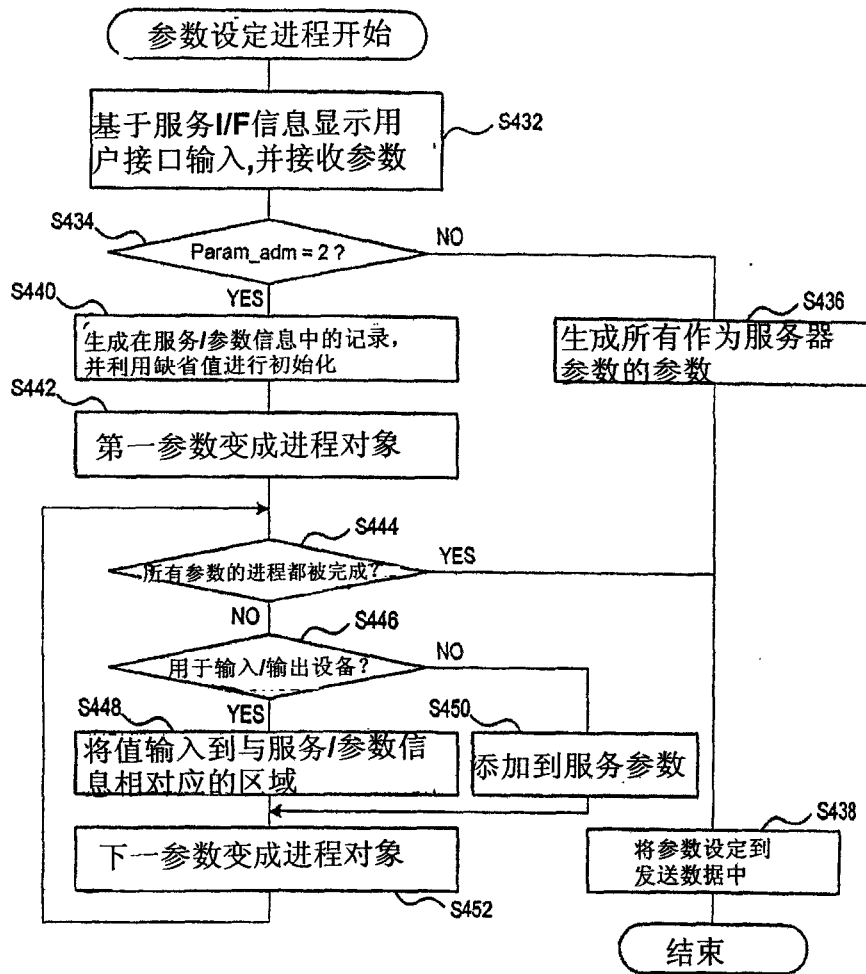 参数设定进程开始
基于服务I/F信息显示用
户接口输入,并接收参数
S432
S434
Param_adm = 2 ?
NO
YES
S440
生成在服务/参数信息中的记录,
并利用缺省值进行初始化
S436
生成所有作为服务器
参数的参数
S442
第一参数变成进程对象
S444
所有参数的进程都被完成?
YES
NO
S446
用于输入/输出设备?
NO
YES
S448
将值输入到与服务/参数信
息相对应的区域
S450
添加到服务参数
下一参数变成进程对象
S452
S438
将参数设定到
发送数据中
结束